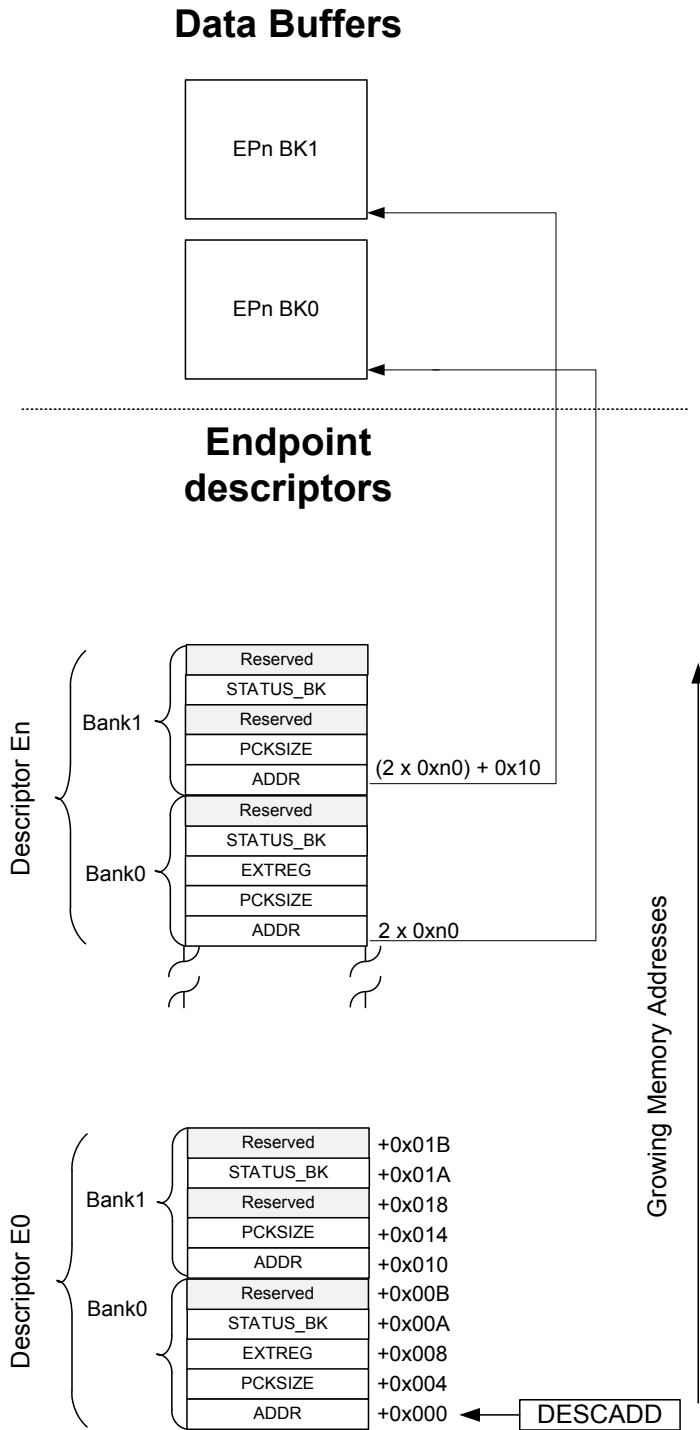 Data Buffers
EPn BK1
EPn BK0
Endpoint
descriptors
Descriptor En
Bank1
Reserved
STATUS_BK
Reserved
PCKSIZE
ADDR
(2 x 0xn0) + 0x10
Bank0
Reserved
STATUS_BK
EXTREG
PCKSIZE
ADDR
2 x 0xn0
Growing Memory Addresses
Descriptor E0
Bank1
Reserved +0x01B
STATUS_BK +0x01A
Reserved +0x018
PCKSIZE +0x014
ADDR +0x010
Bank0
Reserved +0x00B
STATUS_BK +0x00A
EXTREG +0x008
PCKSIZE +0x004
ADDR +0x000
DESCADD